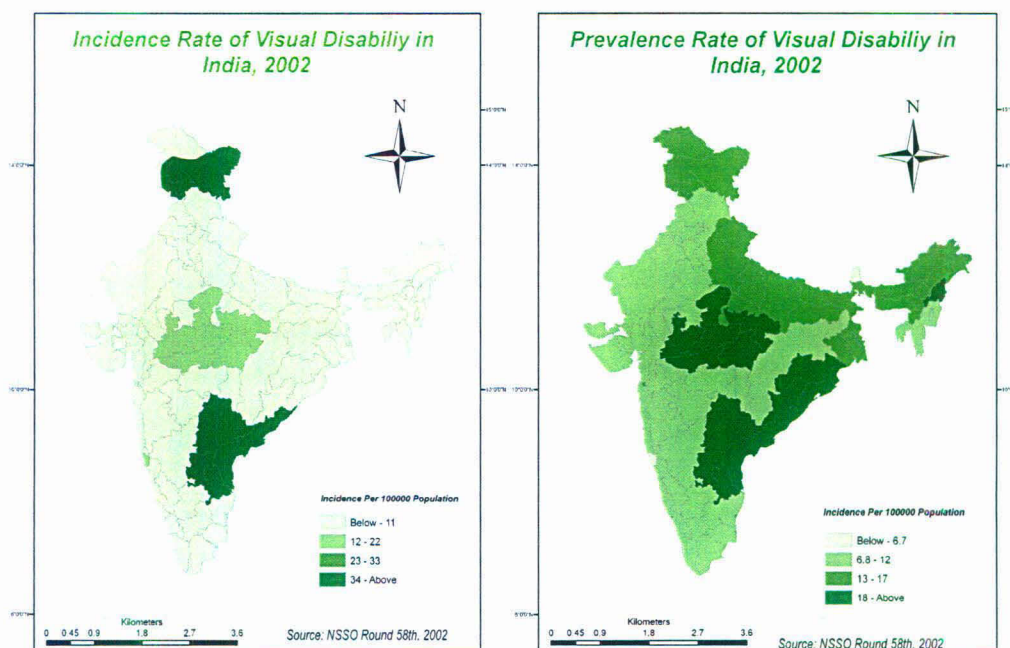 Incidence Rate of Visual Disabiliy in
India, 2002
N
Incidence Per 100000 Population
Below - 11
12 - 22
23 - 33
34 - Above
Kilometers
0 0.45 0.9 1.8 2.7 3.6
Source: NSSO Round 58th, 2002
Prevalence Rate of Visual Disabiliy in
India, 2002
N
Incidence Per 100000 Population
Below - 6.7
6.8 - 12
13 - 17
18 - Above
Kilometers
0 0.45 0.9 1.8 2.7 3.6
Source: NSSO Round 58th, 2002